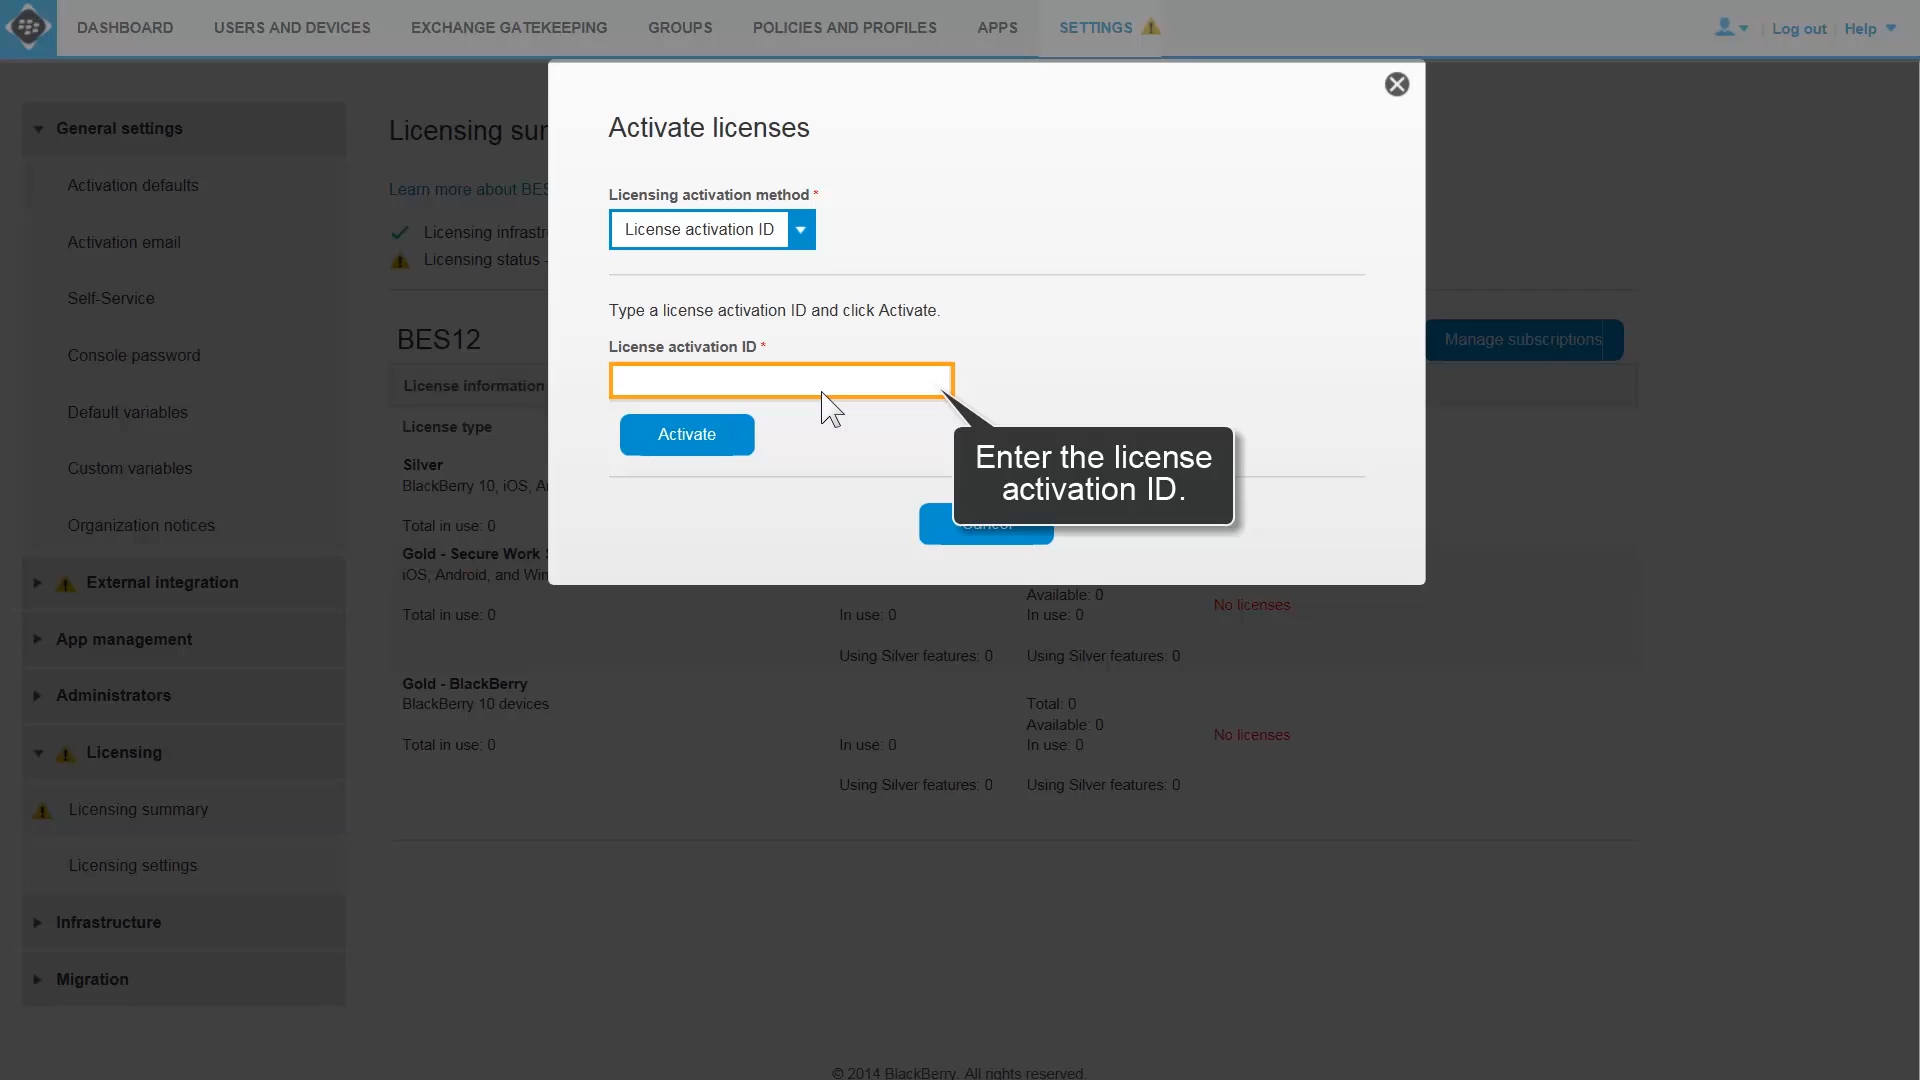 DASHBOARD USERS AND DEVICES EXCHANGE GATEKEEPING GROUPS POLICIES AND PROFILES APPS SETTINGS Log out Help
General settings
Activation defaults
Activation email
Self-Service
Console password
Default variables
Custom variables
Organization notices
External integration
App management
Administrators
Licensing
Licensing summary
Licensing settings
Infrastructure
Migration
Licensing
Learn more about
Licensing
Licensing status -
BES12
Manage subscriptions
License information
License type
Silver
BlackBerry 10, iOS,
Total in use: 0
Gold - Secure Work
iOS, Android, and
Available: 0
Total in use: 0 In use: 0 In use: 0 No licenses
Using Silver features: 0 Using Silver features: 0
Gold - BlackBerry
BlackBerry 10 devices Total: 0
Available: 0
Total in use: 0 In use: 0 In use: 0 No licenses
Using Silver features: 0 Using Silver features: 0
Activate licenses
Licensing activation method *
License activation ID
Type a license activation ID and click Activate.
License activation ID *
Activate
Enter the license
activation ID.
© 2014 BlackBerry. All rights reserved.